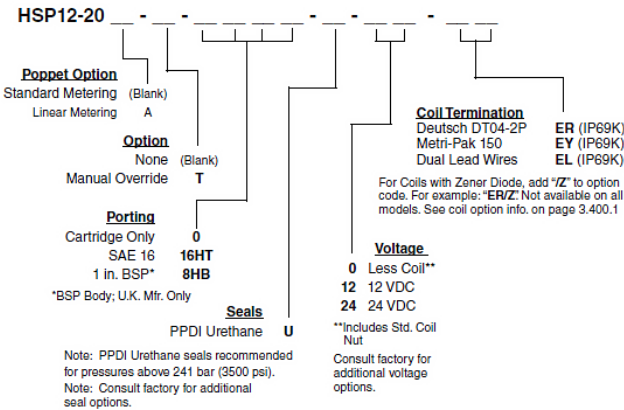 HSP12-20 __ - __ - __ __ __ __ - __ - __ __ - __ __
Poppet Option
Standard Metering (Blank)
Linear Metering A
Option
None (Blank)
Manual Override T
Porting
Cartridge Only 0
SAE 16 16HT
1 in. BSP* 8HB
*BSP Body; U.K. Mfr. Only
Seals
PPDI Urethane U
Note: PPDI Urethane seals recommended
for pressures above 241 bar (3500 psi).
Note: Consult factory for additional
seal options.
Coil Termination
Deutsch DT04-2P ER (IP69K)
Metri-Pak 150 EY (IP69K)
Dual Lead Wires EL (IP69K)
For Coils with Zener Diode, add "/Z" to option
code. For example: "ER/Z". Not available on all
models. See coil option info. on page 3.400.1
Voltage
0 Less Coil**
12 12 VDC
24 24 VDC
**Includes Std. Coil
Nut
Consult factory for
additional voltage
options.